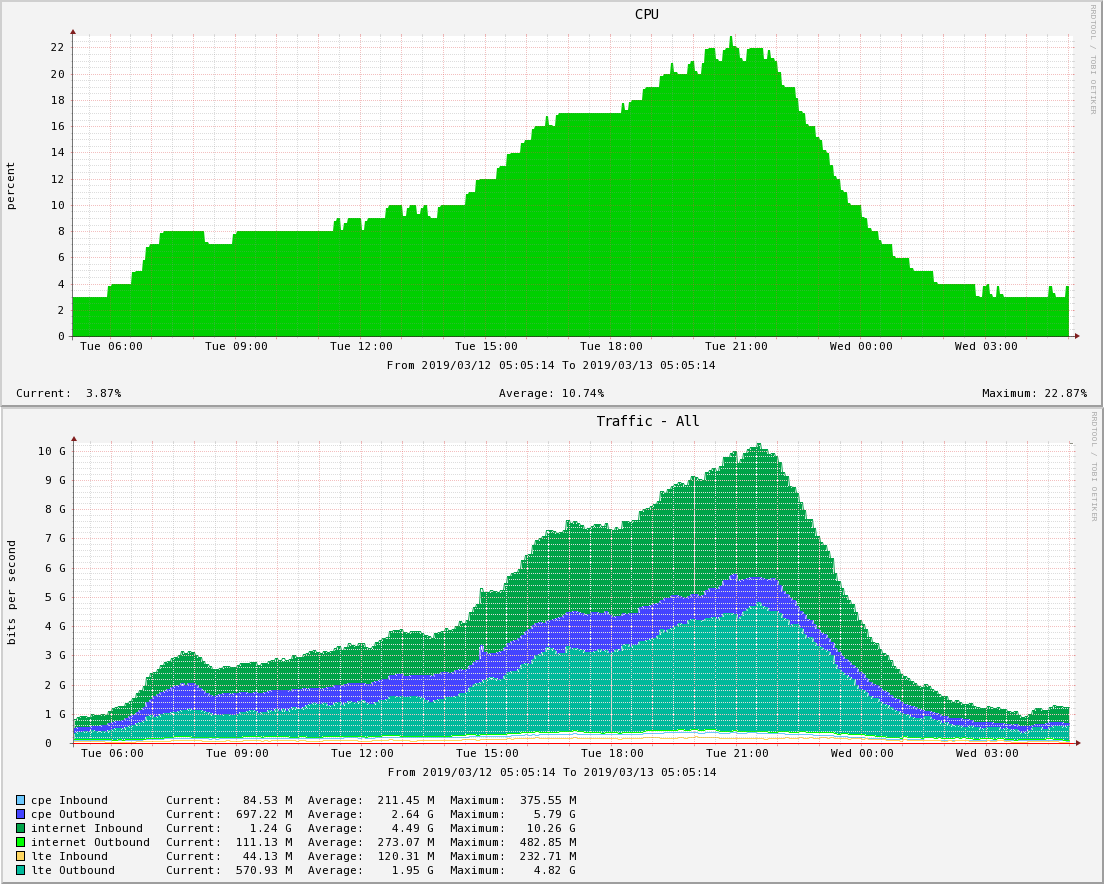 CPU
RRDTOOL / TOBI OETIKER
percent
22
20
18
16
14
12
10
8
6
4
2
0
Tue 06:00 Tue 09:00 Tue 12:00 Tue 15:00 Tue 18:00 Tue 21:00 Wed 00:00 Wed 03:00
From 2019/03/12 05:05:14 To 2019/03/13 05:05:14
Current: 3.87% Average: 10.74% Maximum: 22.87%
Traffic - All
RRDTOOL / TOBI OETIKER
bits per second
10 G
9 G
8 G
7 G
6 G
5 G
4 G
3 G
2 G
1 G
0
Tue 06:00 Tue 09:00 Tue 12:00 Tue 15:00 Tue 18:00 Tue 21:00 Wed 00:00 Wed 03:00
From 2019/03/12 05:05:14 To 2019/03/13 05:05:14
cpe Inbound Current: 84.53 M Average: 211.45 M Maximum: 375.55 M
cpe Outbound Current: 697.22 M Average: 2.64 G Maximum: 5.79 G
internet Inbound Current: 1.24 G Average: 4.49 G Maximum: 10.26 G
internet Outbound Current: 111.13 M Average: 273.07 M Maximum: 482.85 M
lte Inbound Current: 44.13 M Average: 120.31 M Maximum: 232.71 M
lte Outbound Current: 570.93 M Average: 1.95 G Maximum: 4.82 G